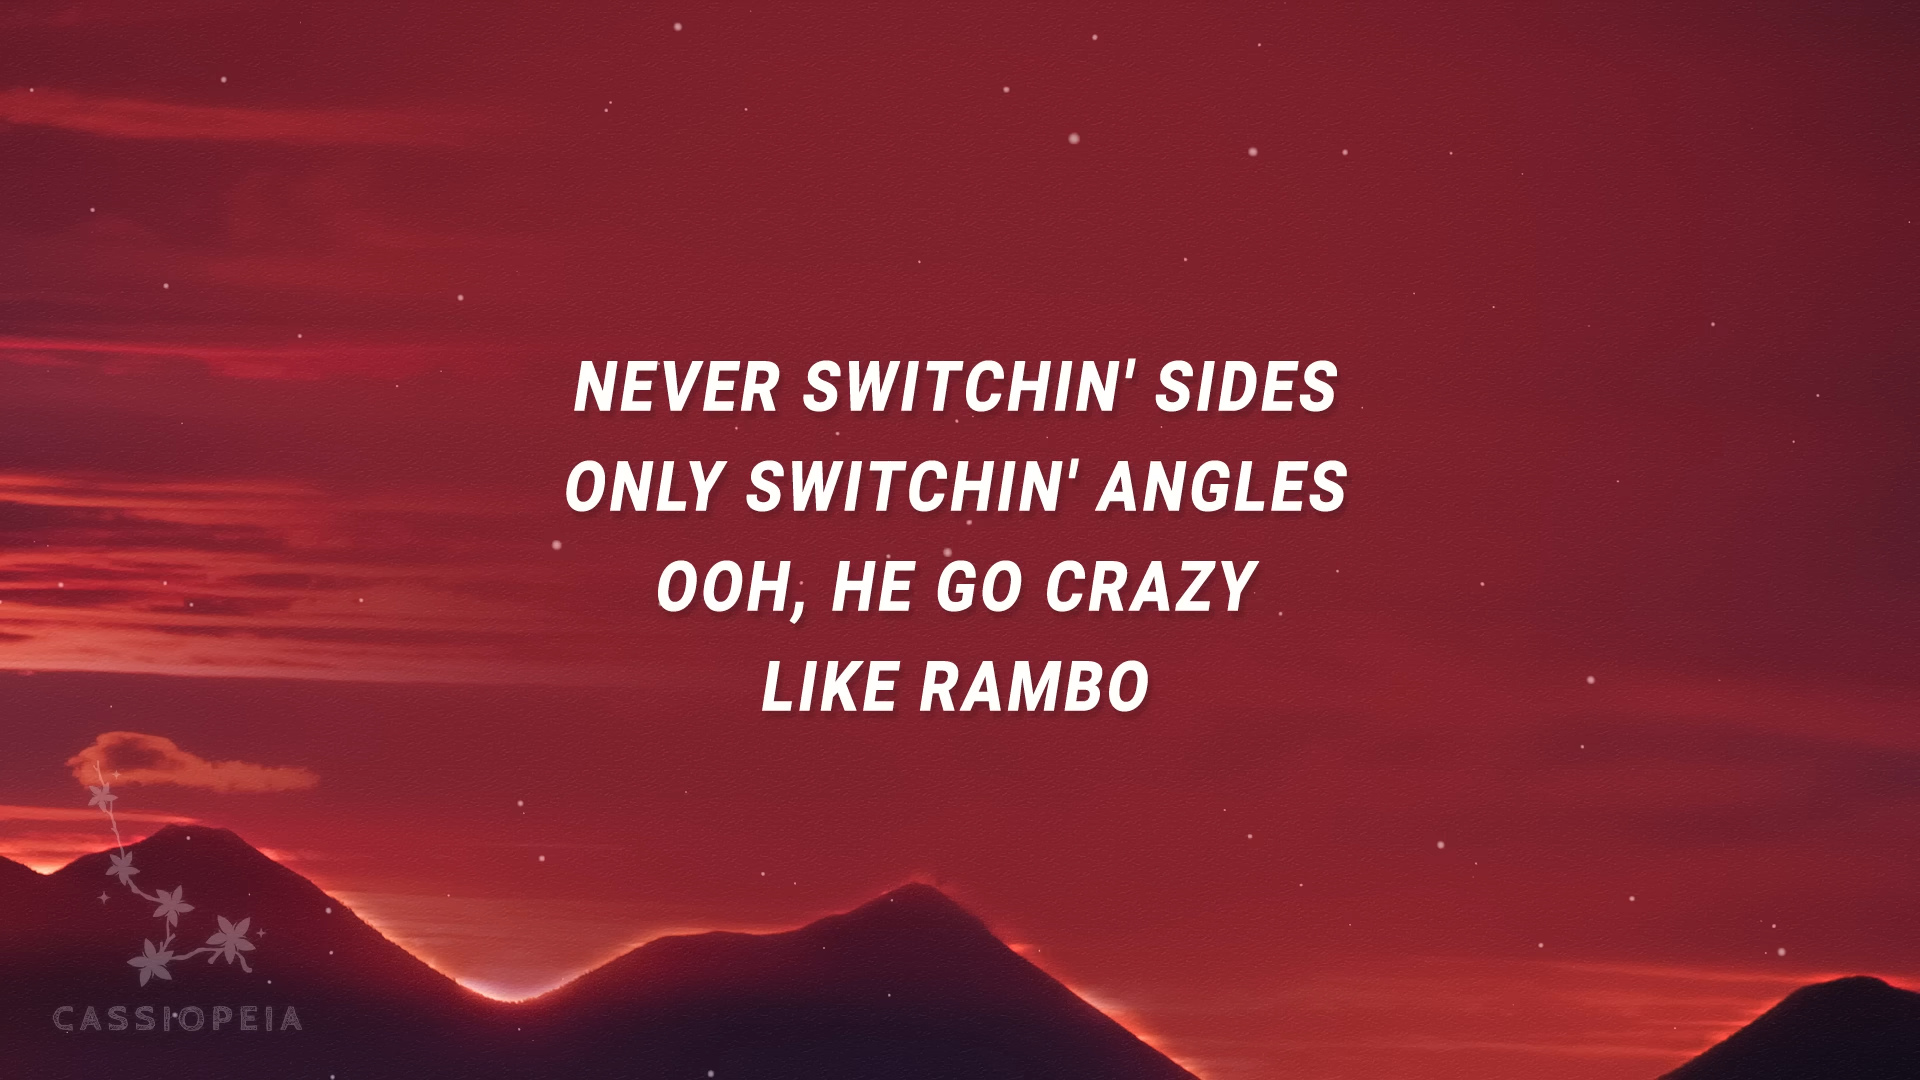 NEVER SWITCHIN' SIDES
ONLY SWITCHIN' ANGLES
OOH, HE GO CRAZY
LIKE RAMBO
CASSIOPEIA